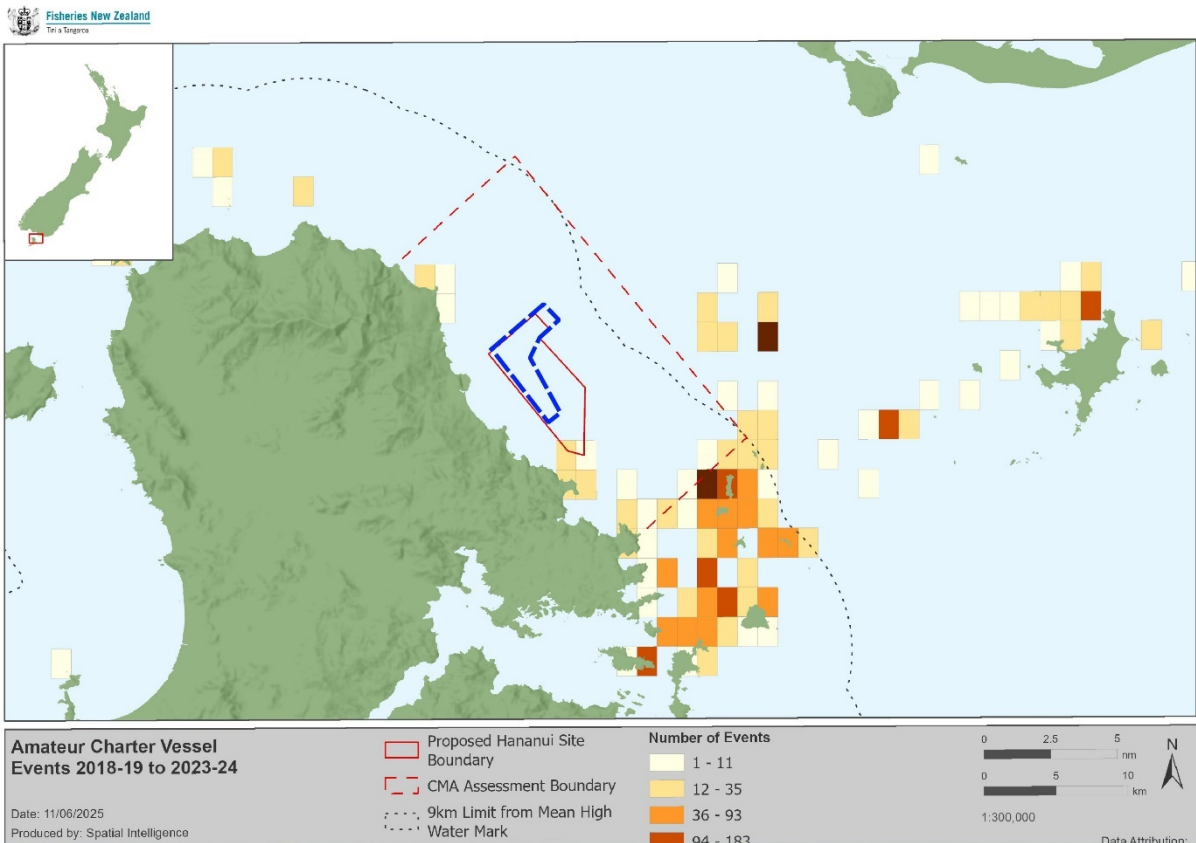 Fisheries New Zealand
Tini a Tangaroa
Amateur Charter Vessel
Events 2018-19 to 2023-24
Date: 11/06/2025
Produced by: Spatial Intelligence
Proposed Hananui Site
Boundary
CMA Assessment Boundary
9km Limit from Mean High
Water Mark
Number of Events
1 - 11
12 - 35
36 - 93
94 - 183
0 2.5 5
nm
0 5 10
km
1:300,000
N
Data Attribution: